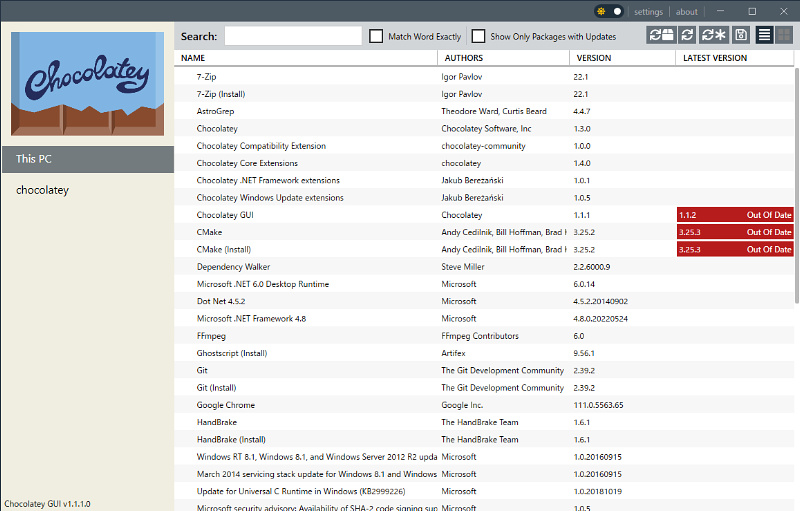 settings
about
Chocolatey
Search:
Match Word Exactly
Show Only Packages with Updates
This PC
chocolatey
NAME AUTHORS VERSION LATEST VERSION
7-Zip Igor Pavlov 22.1
7-Zip (Install) Igor Pavlov 22.1
AstroGrep Theodore Ward, Curtis Beard 4.4.7
Chocolatey Chocolatey Software, Inc 1.3.0
Chocolatey Compatibility Extension chocolatey-community 1.0.0
Chocolatey Core Extensions chocolatey 1.4.0
Chocolatey .NET Framework extensions Jakub Bereżański 1.0.1
Chocolatey Windows Update extensions Jakub Bereżański 1.0.5
Chocolatey GUI Chocolatey 1.1.1 1.1.2 Out Of Date
CMake Andy Cedilnik, Bill Hoffman, Brad 3.25.2 3.25.3 Out Of Date
CMake (Install) Andy Cedilnik, Bill Hoffman, Brad 3.25.2 3.25.3 Out Of Date
Dependency Walker Steve Miller 2.2.6000.9
Microsoft .NET 6.0 Desktop Runtime Microsoft 6.0.14
Dot Net 4.5.2 Microsoft 4.5.2.20140902
Microsoft .NET Framework 4.8 Microsoft 4.8.0.20220524
FFmpeg FFmpeg Contributors 6.0
Ghostscript (Install) Artifex 9.56.1
Git The Git Development Community 2.39.2
Git (Install) The Git Development Community 2.39.2
Google Chrome Google Inc. 111.0.5563.65
HandBrake The HandBrake Team 1.6.1
HandBrake (Install) The HandBrake Team 1.6.1
Windows RT 8.1, Windows 8.1, and Windows Server 2012 R2 upda Microsoft 1.0.20160915
March 2014 servicing stack update for Windows 8.1 and Windows Microsoft 1.0.20160915
Update for Universal C Runtime in Windows (KB2999226) Microsoft 1.0.20181019
Microsoft security advisory: Availability of SHA-2 code signing sup Microsoft 1.0.5
Chocolatey GUI v1.1.1.0